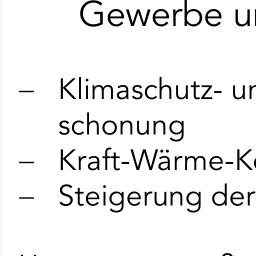 Gewerbe u
– Klimaschutz- u
schonung
– Kraft-Wärme-K
– Steigerung der